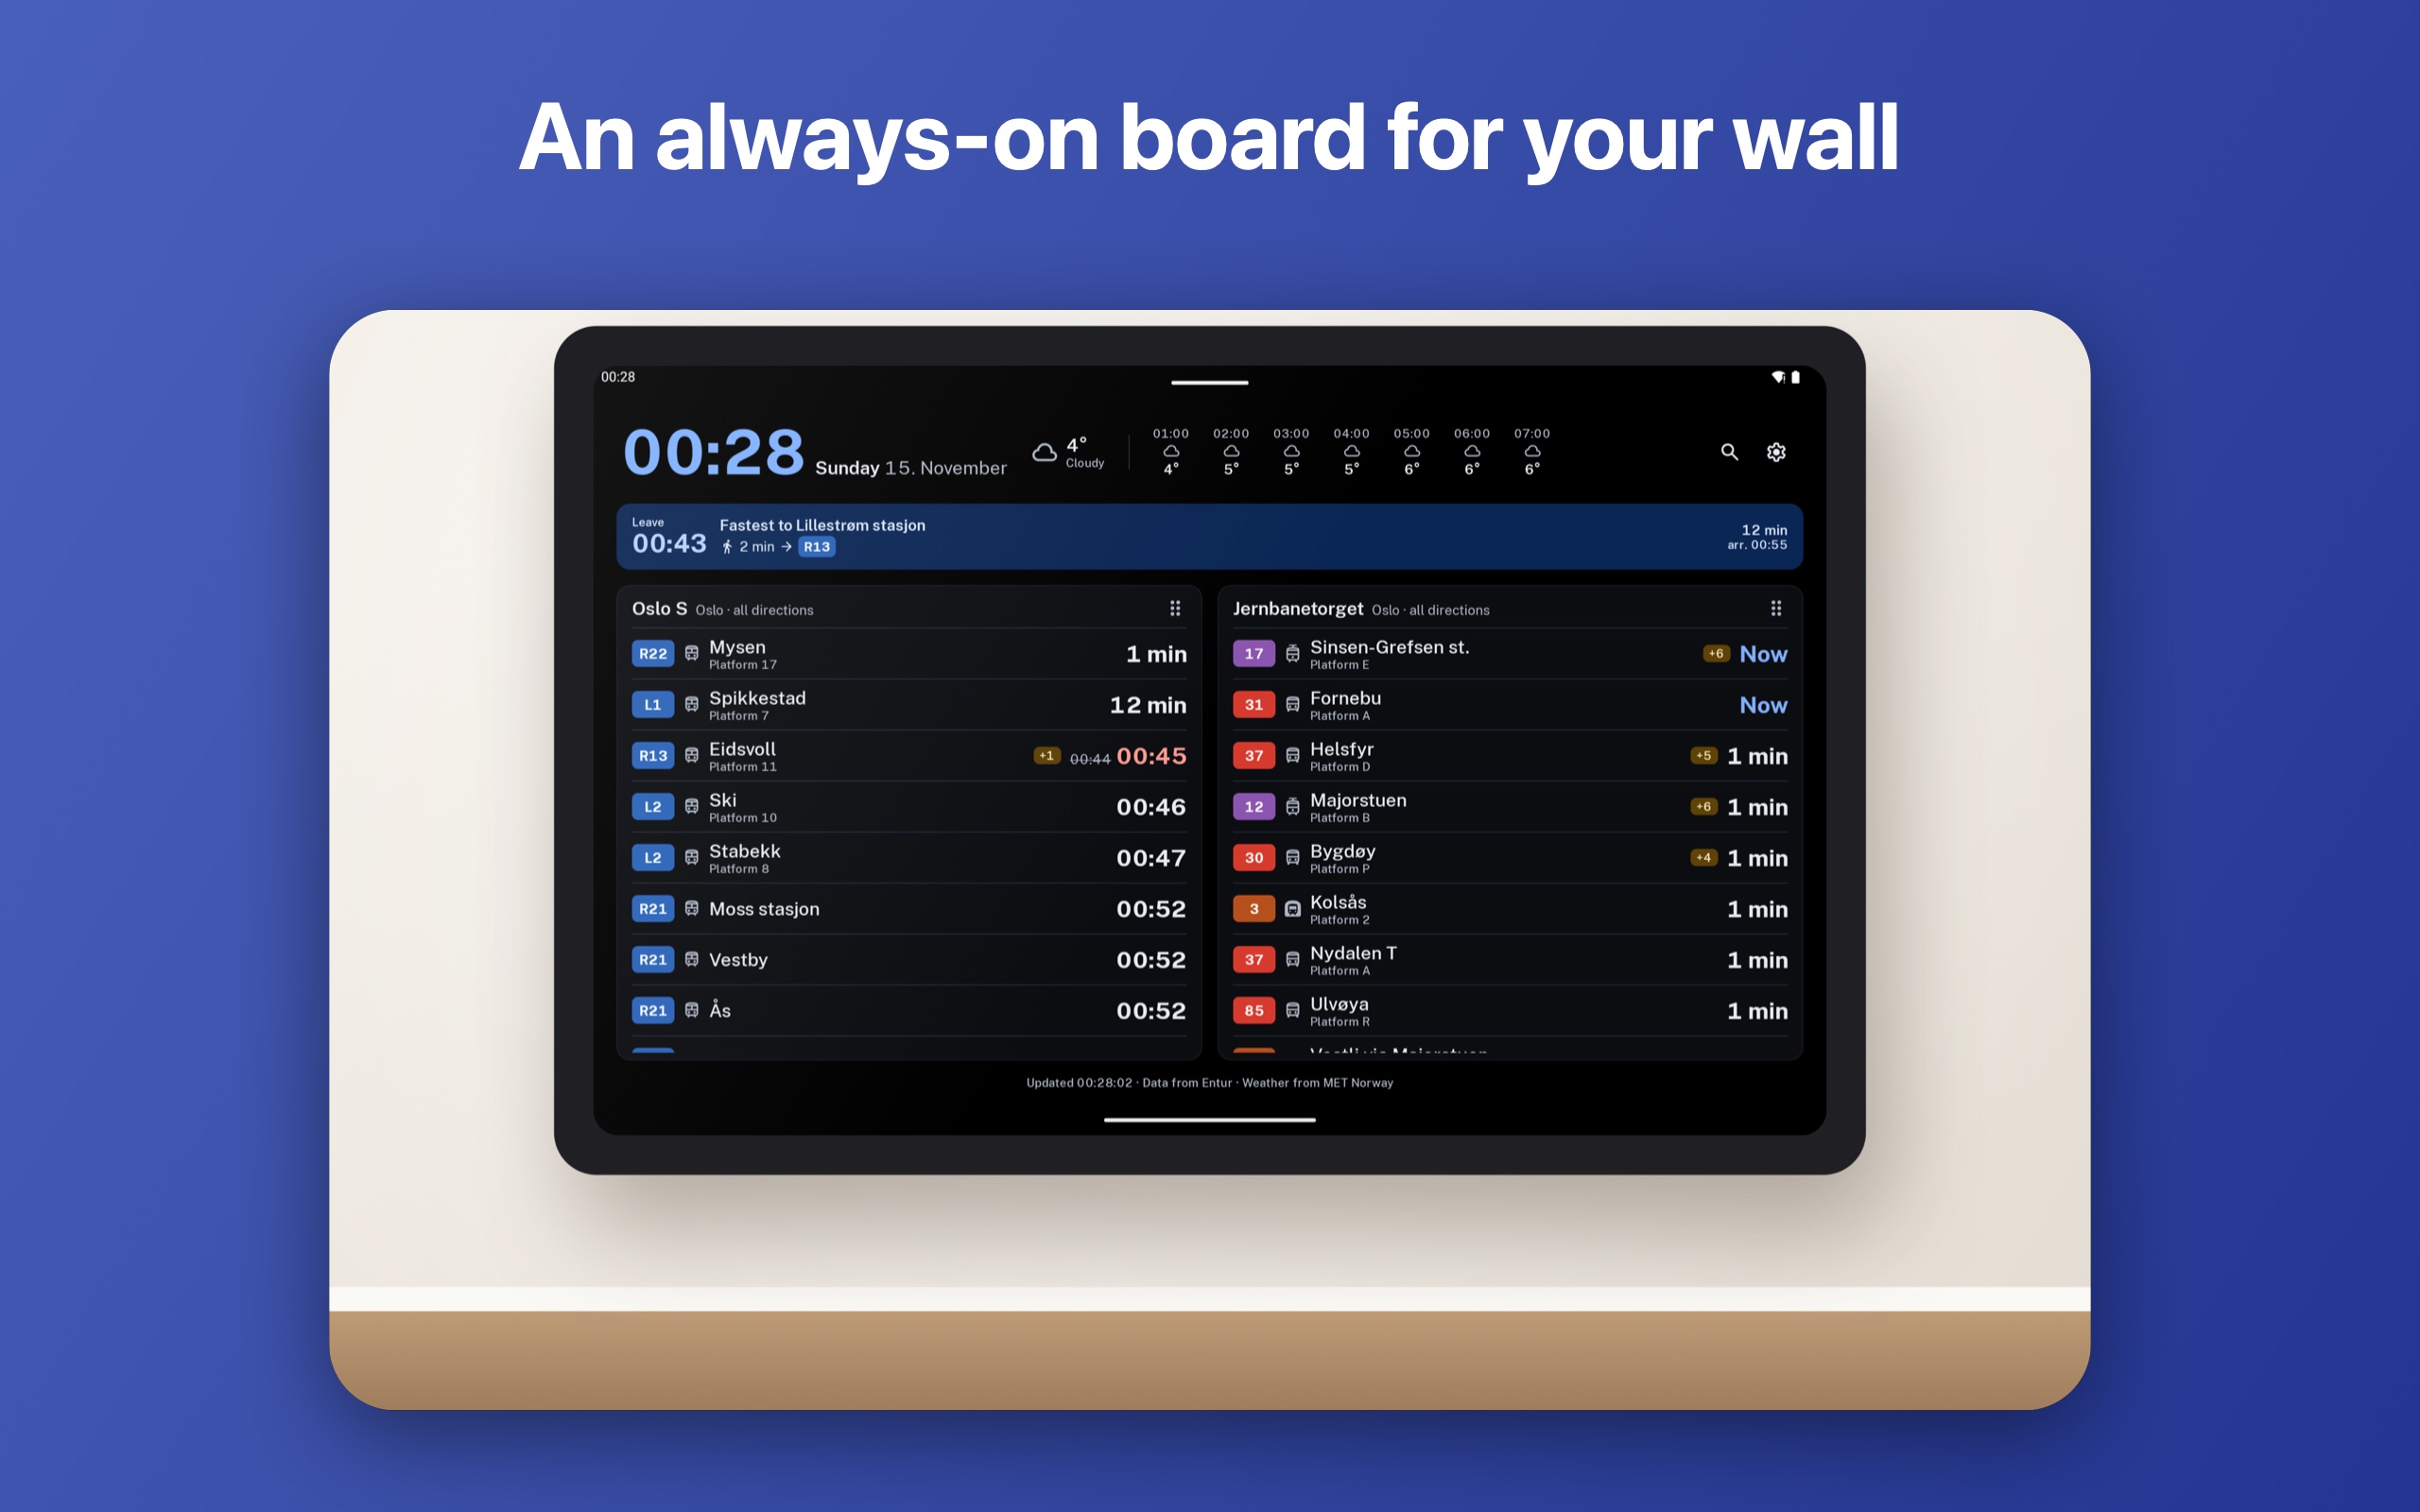 An always-on board for your wall
00:28
00:28 Sunday 15. November
4°
Cloudy
01:00 02:00 03:00 04:00 05:00 06:00 07:00
4° 5° 5° 5° 6° 6° 6°
Leave
00:43
Fastest to Lillestrøm stasjon
2 min → R13
12 min
arr. 00:55
Oslo S Oslo · all directions
R22 Mysen 1 min
Platform 17
L1 Spikkestad 12 min
Platform 7
R13 Eidsvoll +1 00:44 00:45
Platform 11
L2 Ski 00:46
Platform 10
L2 Stabekk 00:47
Platform 8
R21 Moss stasjon 00:52
R21 Vestby 00:52
R21 Ås 00:52
Jernbanetorget Oslo · all directions
17 Sinsen-Grefsen st. +6 Now
Platform E
31 Fornebu Now
Platform A
37 Helsfyr +5 1 min
Platform D
12 Majorstuen +6 1 min
Platform B
30 Bygdøy +4 1 min
Platform P
3 Kolsås 1 min
Platform 2
37 Nydalen T 1 min
Platform A
85 Ulvøya 1 min
Platform R
Vestli via Majorstuen
Updated 00:28:02 · Data from Entur · Weather from MET Norway